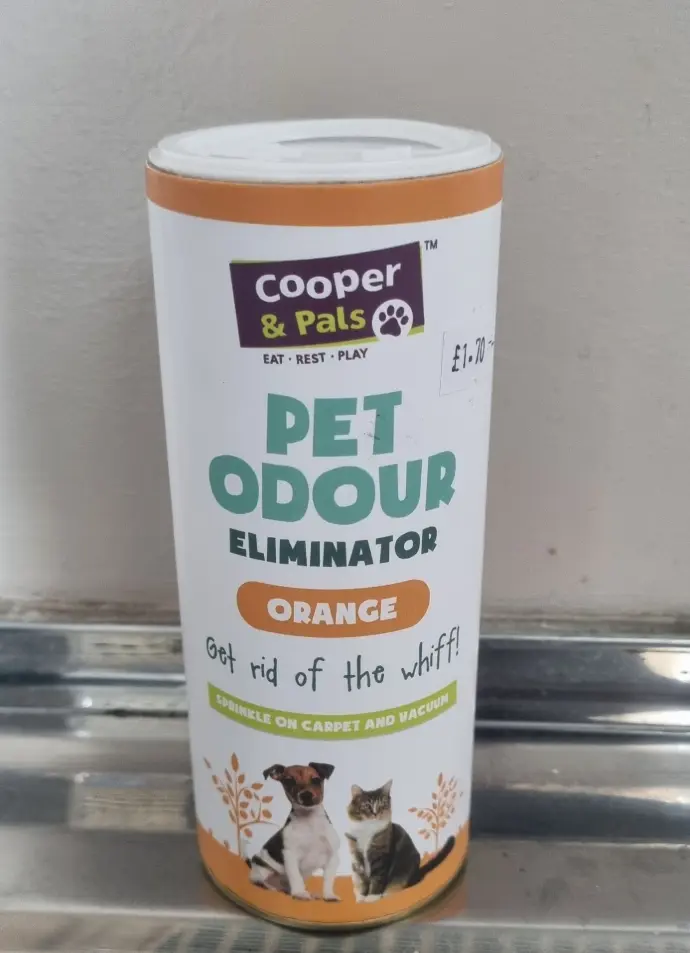 Cooper
& Pals
TM
EAT · REST · PLAY
£1.70
PET
ODOUR
ELIMINATOR
ORANGE
Get rid of the whiff!
SPRINKLE ON CARPET AND VACUUM